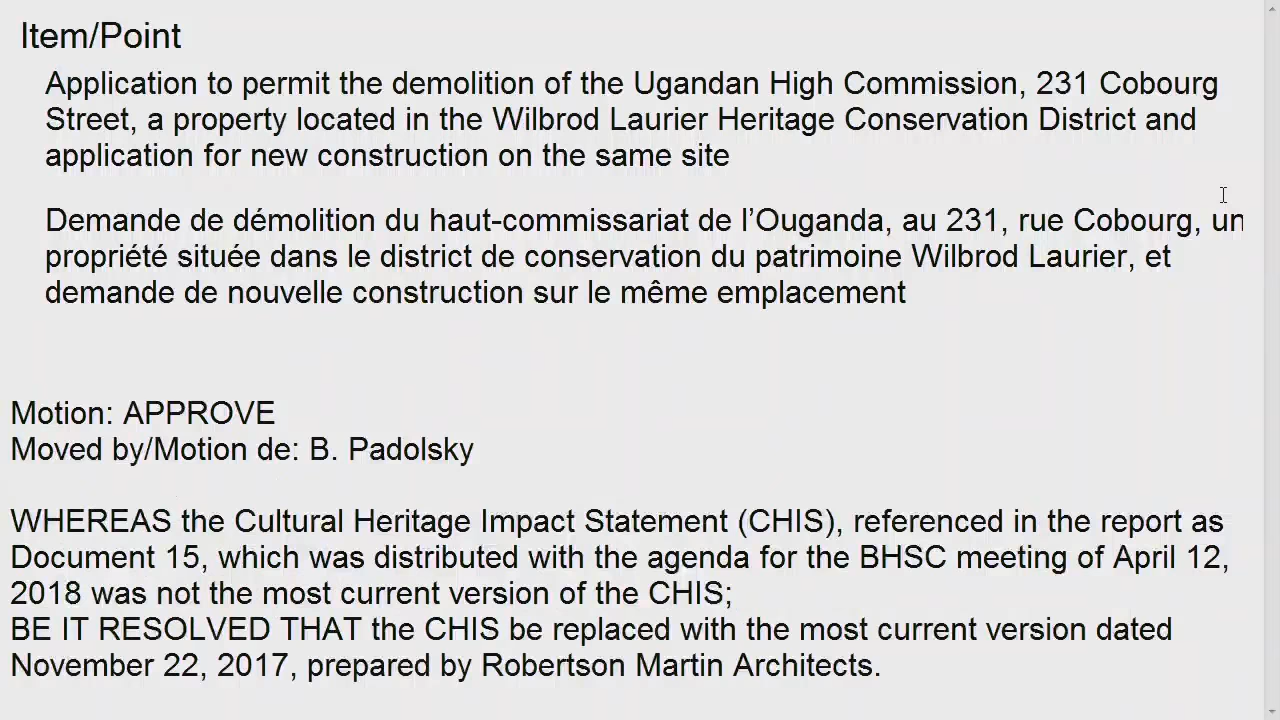 Item/Point
Application to permit the demolition of the Ugandan High Commission, 231 Cobourg
Street, a property located in the Wilbrod Laurier Heritage Conservation District and
application for new construction on the same site
Demande de démolition du haut-commissariat de l’Ouganda, au 231, rue Cobourg, un
propriété située dans le district de conservation du patrimoine Wilbrod Laurier, et
demande de nouvelle construction sur le même emplacement
Motion: APPROVE
Moved by/Motion de: B. Padolsky
WHEREAS the Cultural Heritage Impact Statement (CHIS), referenced in the report as
Document 15, which was distributed with the agenda for the BHSC meeting of April 12,
2018 was not the most current version of the CHIS;
BE IT RESOLVED THAT the CHIS be replaced with the most current version dated
November 22, 2017, prepared by Robertson Martin Architects.